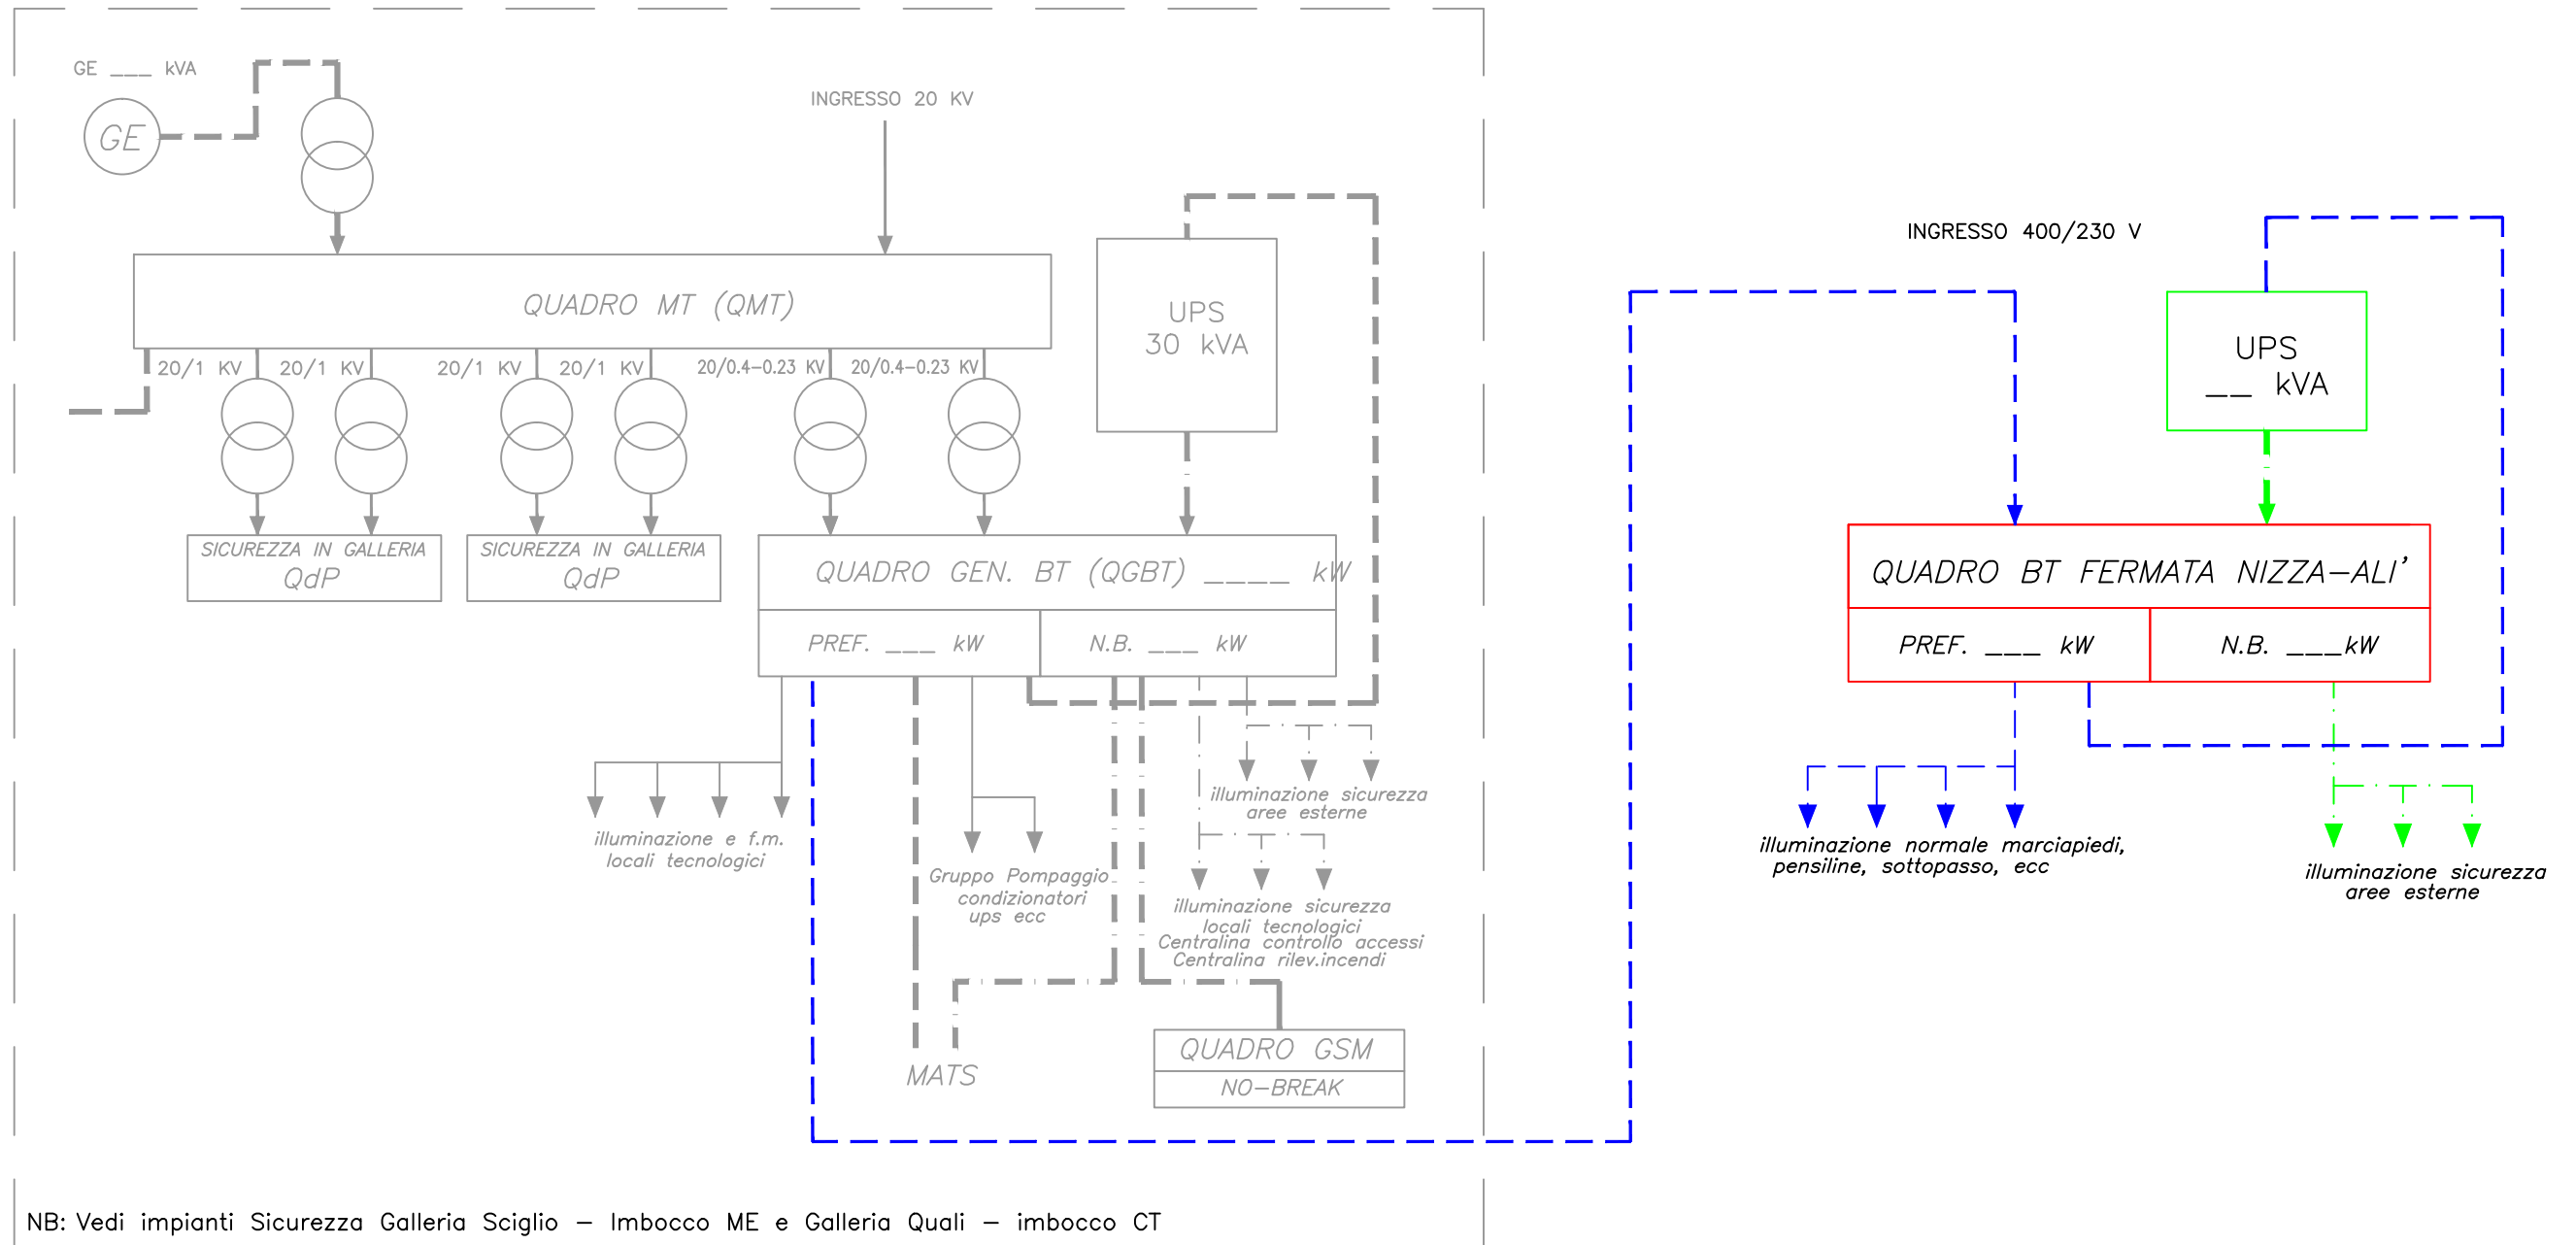 GE ___ kVA
GE
INGRESSO 20 KV
QUADRO MT (QMT)
UPS
30 kVA
20/1 KV
20/1 KV
20/1 KV
20/1 KV
20/0.4-0.23 KV
20/0.4-0.23 KV
SICUREZZA IN GALLERIA
QdP
SICUREZZA IN GALLERIA
QdP
QUADRO GEN. BT (QGBT) ____ kW
PREF. ___ kW
N.B. ___ kW
illuminazione e f.m.
locali tecnologici
Gruppo Pompaggio
condizionatori
ups ecc
illuminazione sicurezza
aree esterne
illuminazione sicurezza
locali tecnologici
Centralina controllo accessi
Centralina rilev.incendi
MATS
QUADRO GSM
NO-BREAK
INGRESSO 400/230 V
UPS
__ kVA
QUADRO BT FERMATA NIZZA-ALI'
PREF. ___ kW
N.B. ___kW
illuminazione normale marciapiedi,
pensiline, sottopasso, ecc
illuminazione sicurezza
aree esterne
NB: Vedi impianti Sicurezza Galleria Sciglio - Imbocco ME e Galleria Quali - imbocco CT